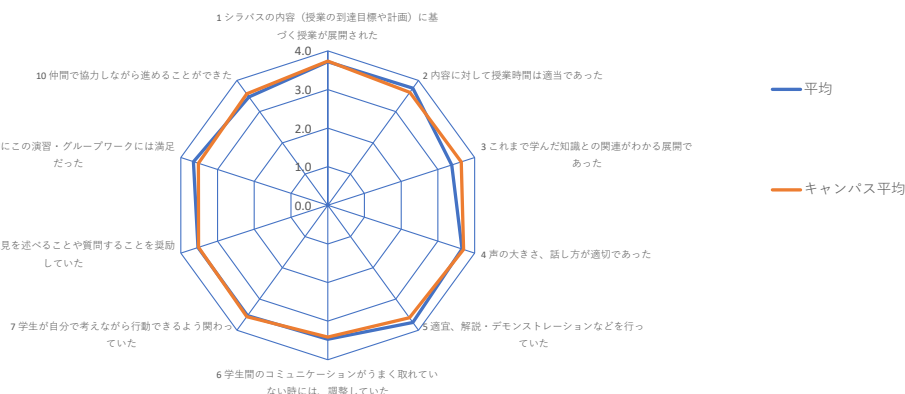 1 シラバスの内容（授業の到達目標や計画）に基
づく授業が展開された
4.0
10 仲間で協力しながら進めることができた
2 内容に対して授業時間は適当であった
平均
3.0
にこの演習・グループワークには満足
だった
3 これまで学んだ知識との関連がわかる展開で
あった
2.0
1.0
キャンパス平均
0.0
見を述べることや質問することを奨励
していた
4 声の大きさ、話し方が適切であった
7 学生が自分で考えながら行動できるよう関わっ
ていた
5 適宜、解説・デモンストレーションなどを行っ
ていた
6 学生間のコミュニケーションがうまく取れてい
ない時には、調整していた